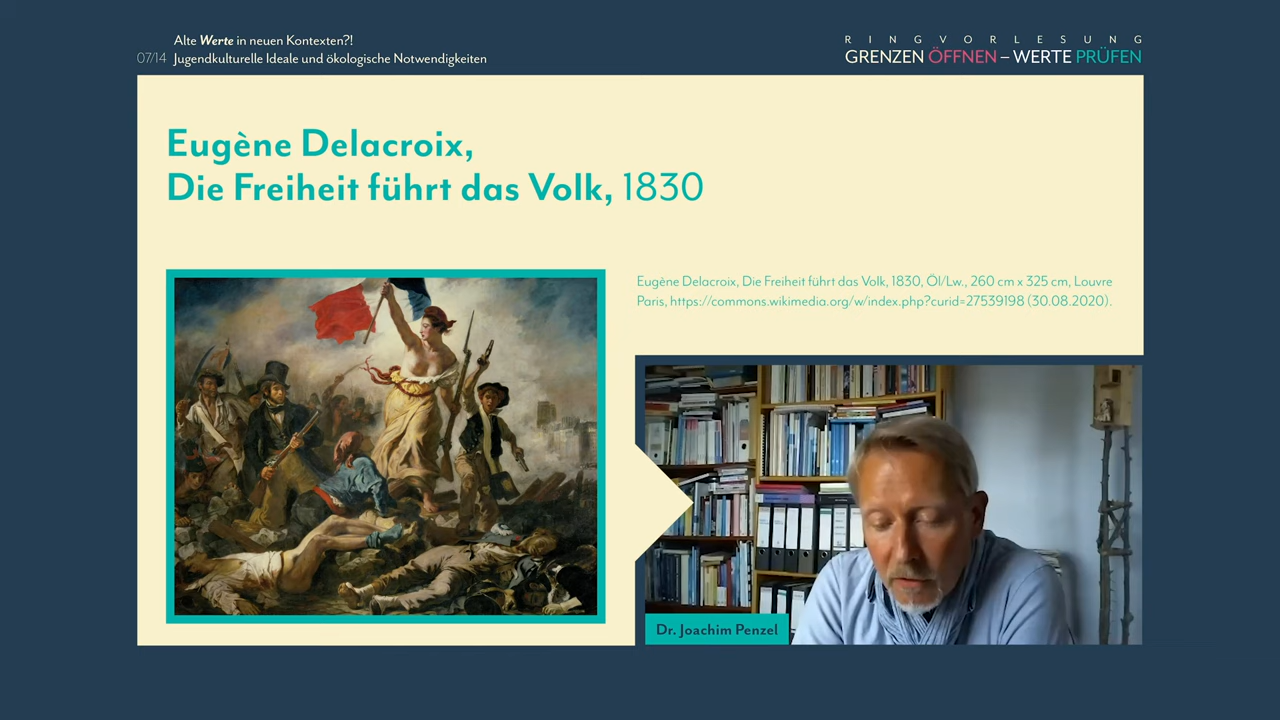 Alte Werte in neuen Kontexten?!
07/14 Jugendkulturelle Ideale und ökologische Notwendigkeiten
RINGVORLESUNG
GRENZEN ÖFFNEN – WERTE PRÜFEN
Eugène Delacroix,
Die Freiheit führt das Volk, 1830
Eugène Delacroix, Die Freiheit führt das Volk, 1830, Öl/Lw., 260 cm x 325 cm, Louvre
Paris, https://commons.wikimedia.org/w/index.php?curid=27539198 (30.08.2020).
Dr. Joachim Penzel